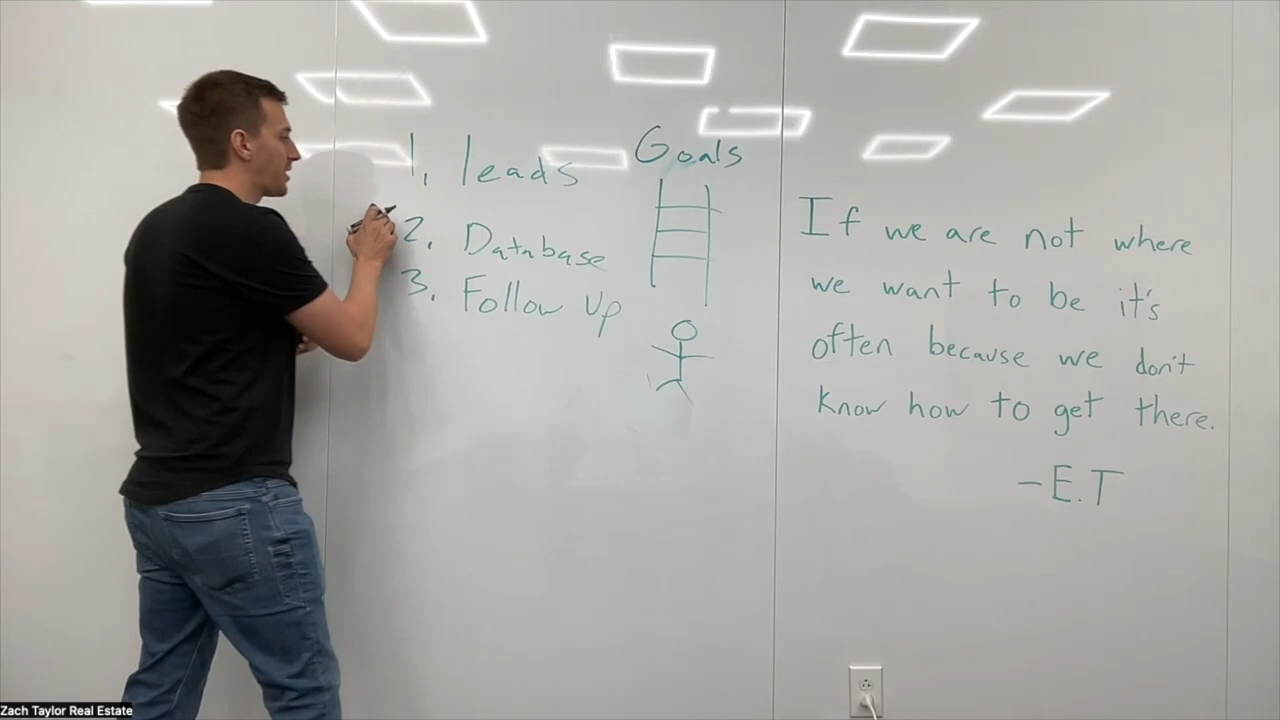 1. leads
2. Database
3. Follow up
Goals
If we are not where
we want to be it's
often because we don't
know how to get there.
- E.T
Zach Taylor Real Estate